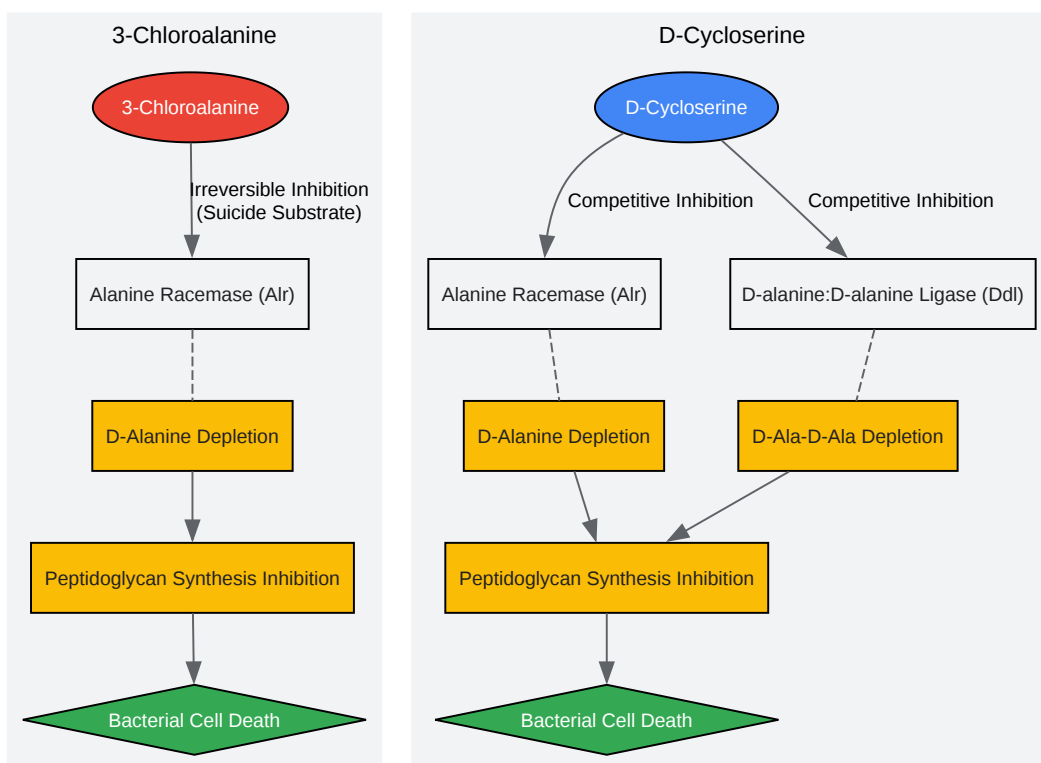 3-Chloroalanine
3-Chloroalanine
Irreversible Inhibition
(Suicide Substrate)
Alanine Racemase (Alr)
D-Alanine Depletion
Peptidoglycan Synthesis Inhibition
Bacterial Cell Death
D-Cycloserine
D-Cycloserine
Competitive Inhibition
Competitive Inhibition
Alanine Racemase (Alr)
D-alanine:D-alanine Ligase (Ddl)
D-Alanine Depletion
D-Ala-D-Ala Depletion
Peptidoglycan Synthesis Inhibition
Bacterial Cell Death